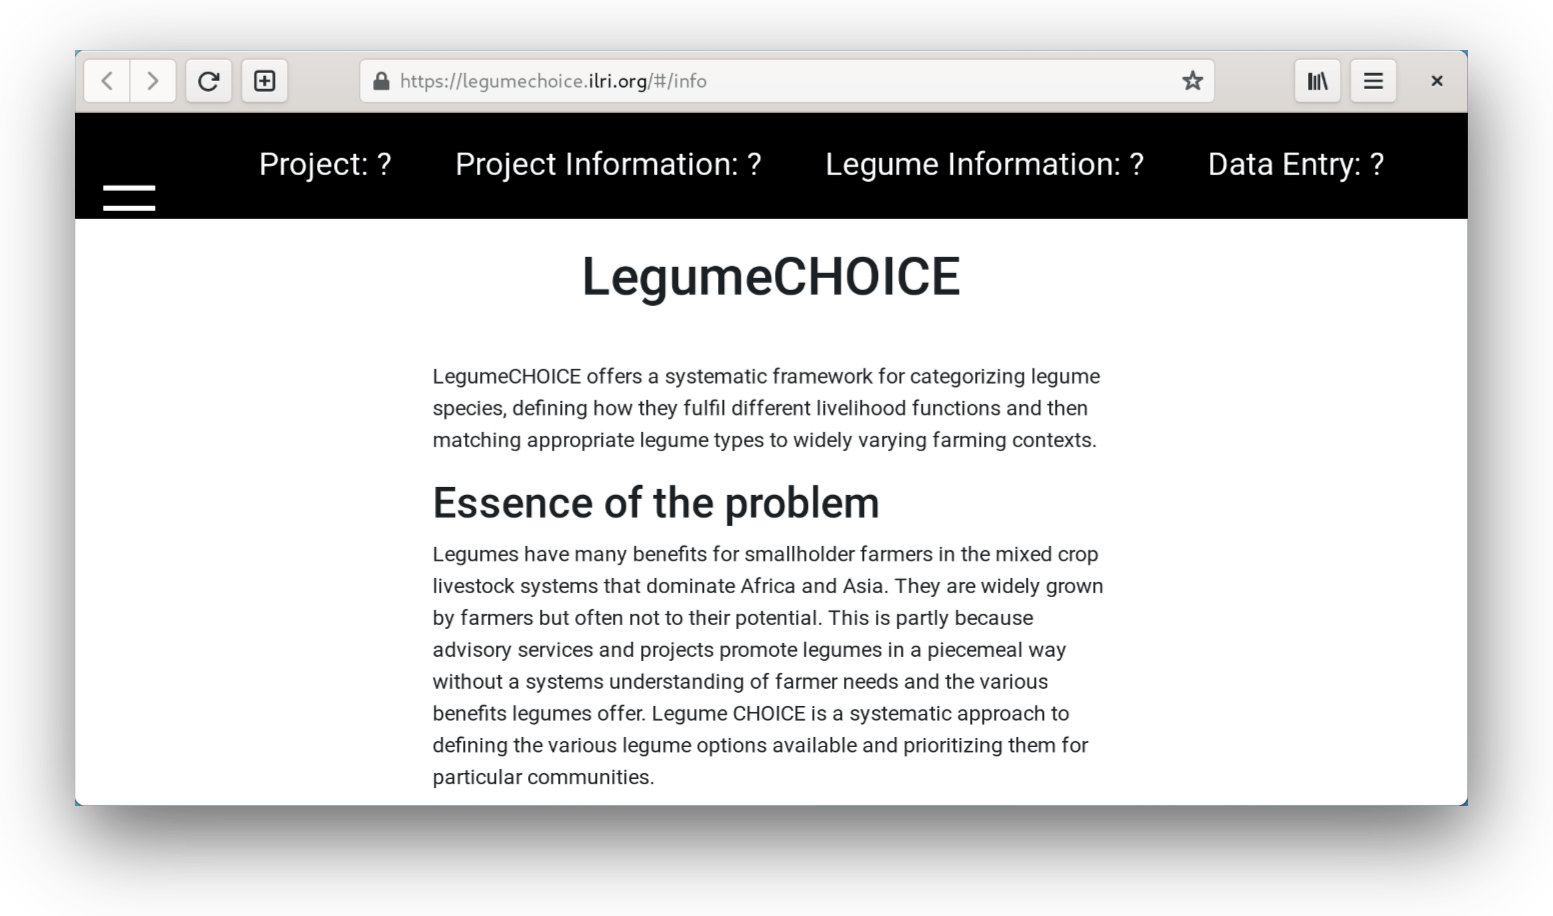 https://legumechoice.ilri.org/#/info
Project: ? Project Information: ? Legume Information: ? Data Entry: ?
LegumeCHOICE
LegumeCHOICE offers a systematic framework for categorizing legume
species, defining how they fulfil different livelihood functions and then
matching appropriate legume types to widely varying farming contexts.
Essence of the problem
Legumes have many benefits for smallholder farmers in the mixed crop
livestock systems that dominate Africa and Asia. They are widely grown
by farmers but often not to their potential. This is partly because
advisory services and projects promote legumes in a piecemeal way
without a systems understanding of farmer needs and the various
benefits legumes offer. Legume CHOICE is a systematic approach to
defining the various legume options available and prioritizing them for
particular communities.